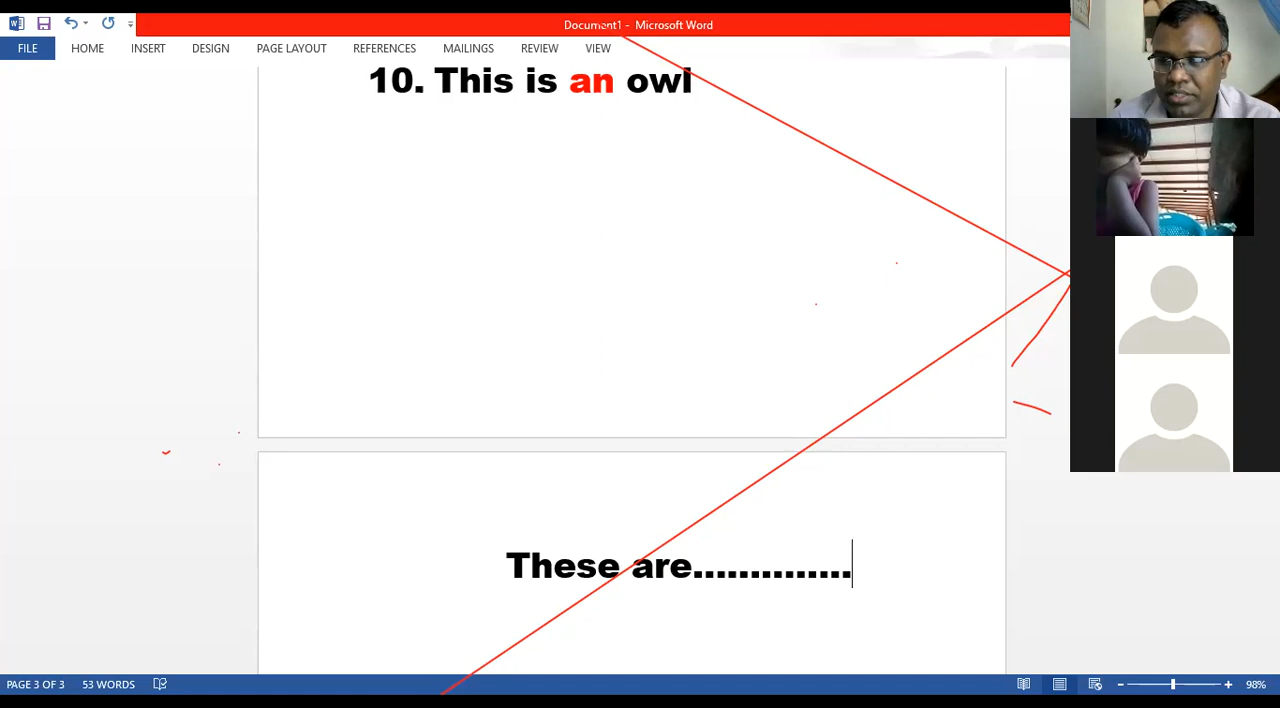 Document1 - Microsoft Word
FILE HOME INSERT DESIGN PAGE LAYOUT REFERENCES MAILINGS REVIEW VIEW
10. This is an owl
These are..............
PAGE 3 OF 3 53 WORDS 98%